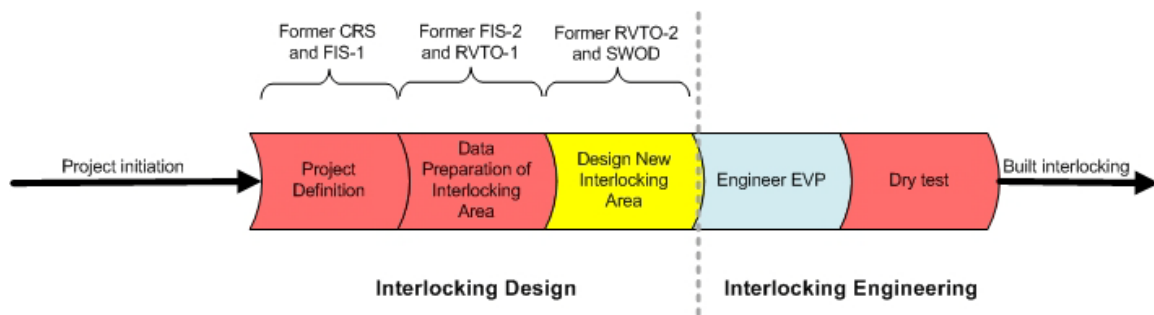 Former CRS
and FIS-1
Former FIS-2
and RVTO-1
Former RVTO-2
and SWOD
Project initiation
Project
Definition
Data
Preparation of
Interlocking
Area
Design New
Interlocking
Area
Engineer EVP
Dry test
Built interlocking
Interlocking Design
Interlocking Engineering